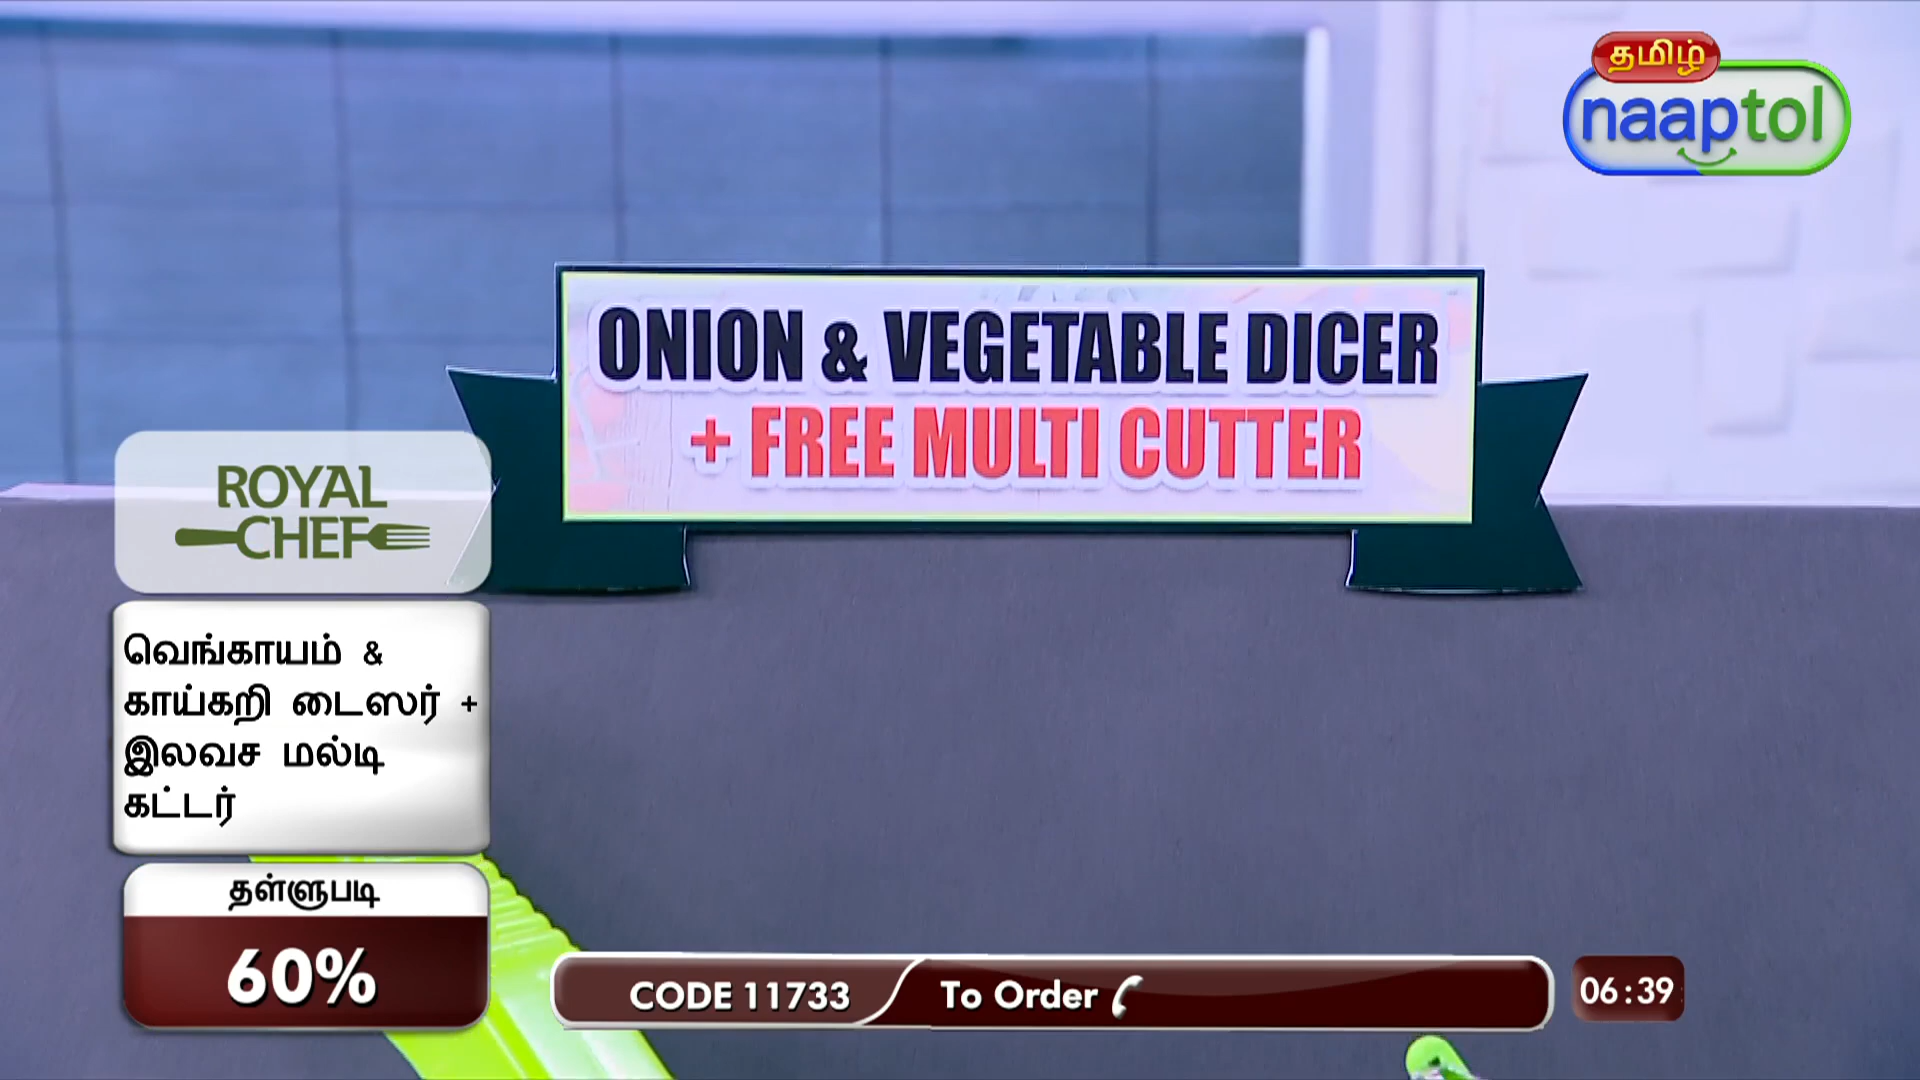 தமிழ்
naaptol
ONION & VEGETABLE DICER
+ FREE MULTI CUTTER
ROYAL
CHEF
வெங்காயம் &
காய்கறி டைஸர் +
இலவச மல்டி
கட்டர்
தள்ளுபடி
60%
CODE 11733 To Order
06:39